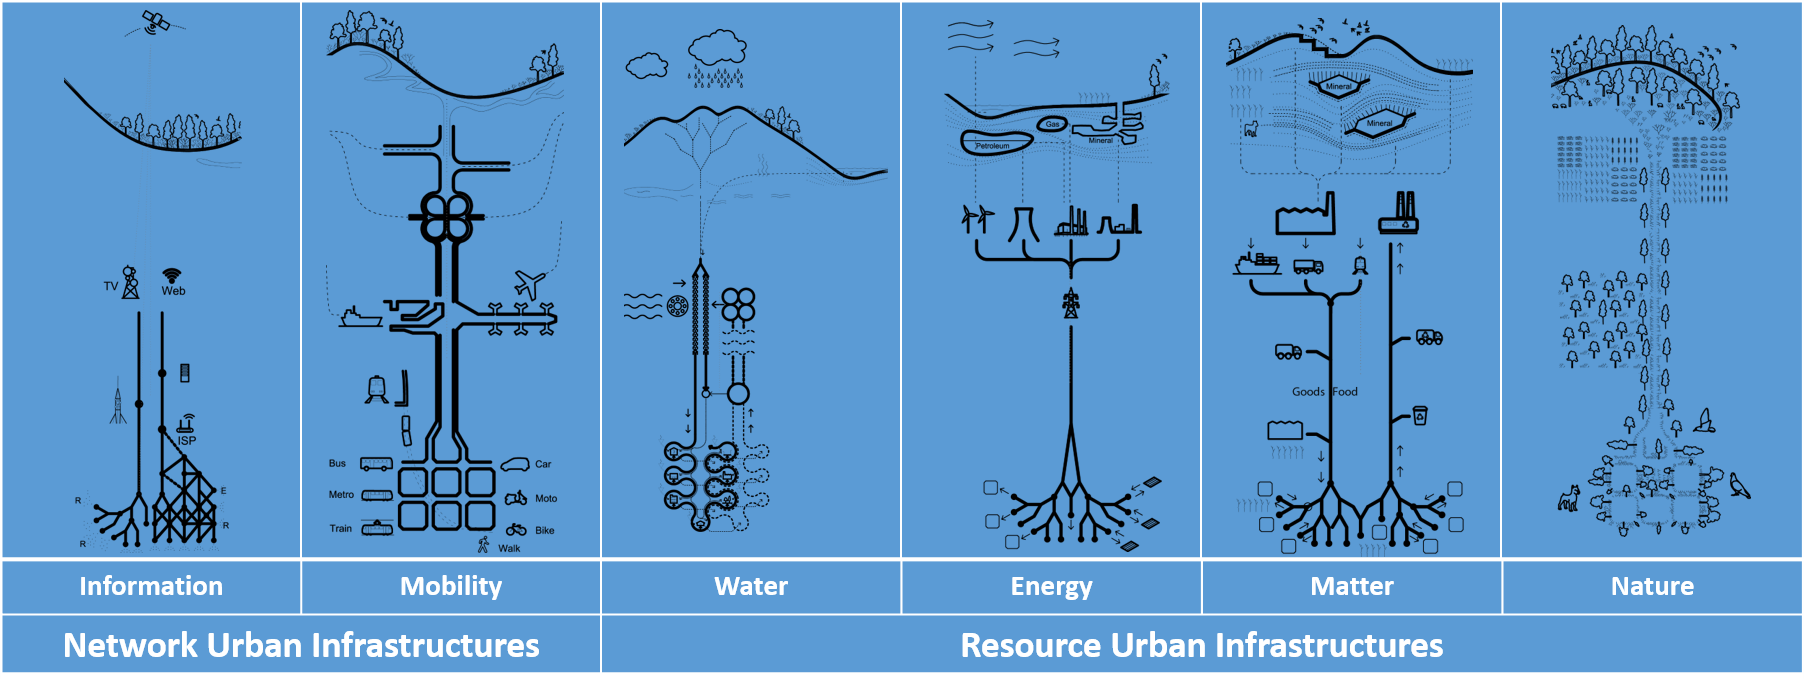 TV
Web
ISP
R
E
R
R
Bus
Car
Metro
Moto
Train
Bike
Walk
Gas
Petroleum
Mineral
Mineral
Mineral
Goods Food
Information
Mobility
Water
Energy
Matter
Nature
Network Urban Infrastructures
Resource Urban Infrastructures